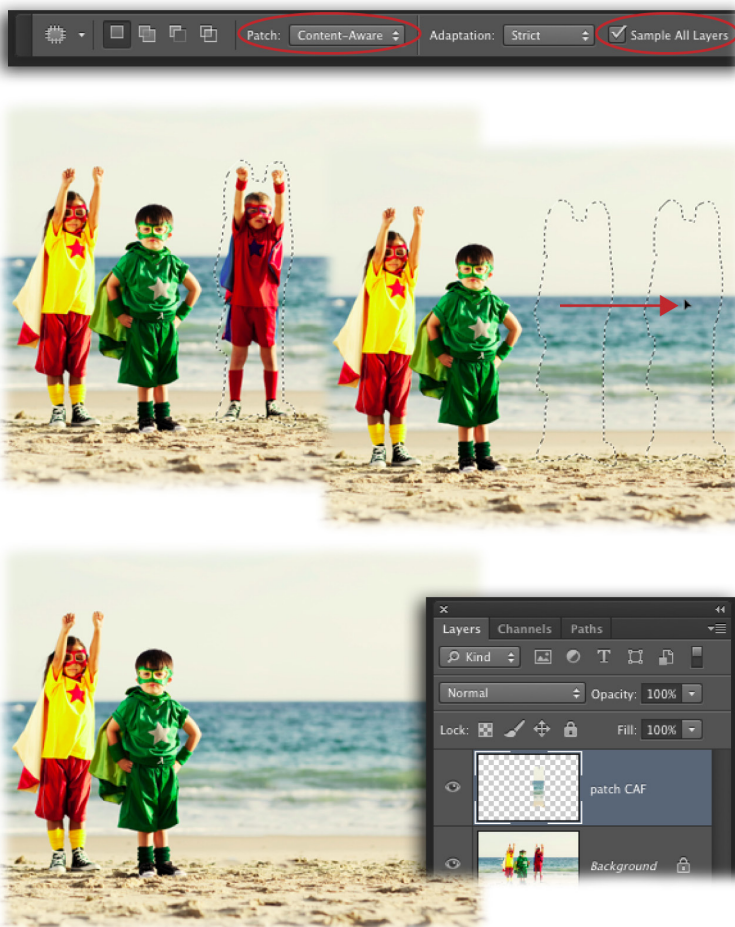 Patch: Content-Aware Adaptation: Strict Sample All Layers
Layers Channels Paths
Kind T
Normal Opacity: 100%
Lock: Fill: 100%
patch CAF
Background